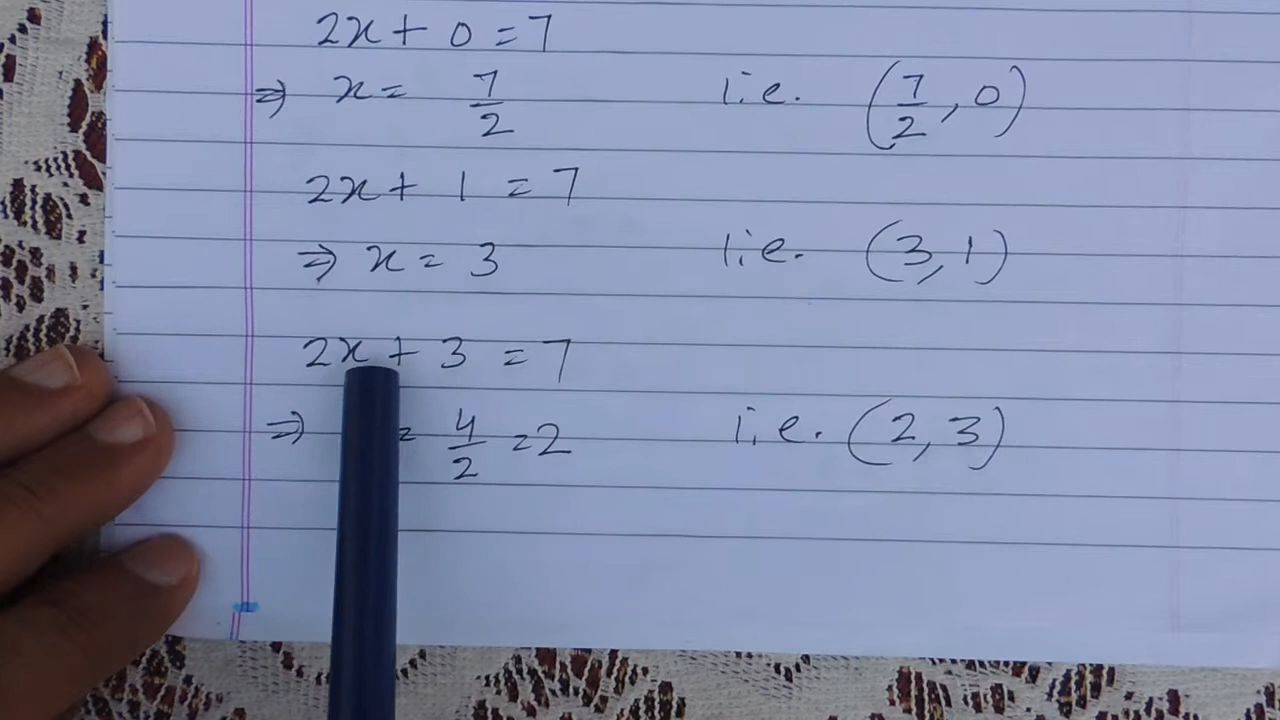 2x + 0 = 7
⇒ x = 7/2 i.e. (7/2, 0)
2x + 1 = 7
⇒ x = 3 i.e. (3, 1)
2x + 3 = 7
⇒ = 4/2 = 2 i.e. (2, 3)